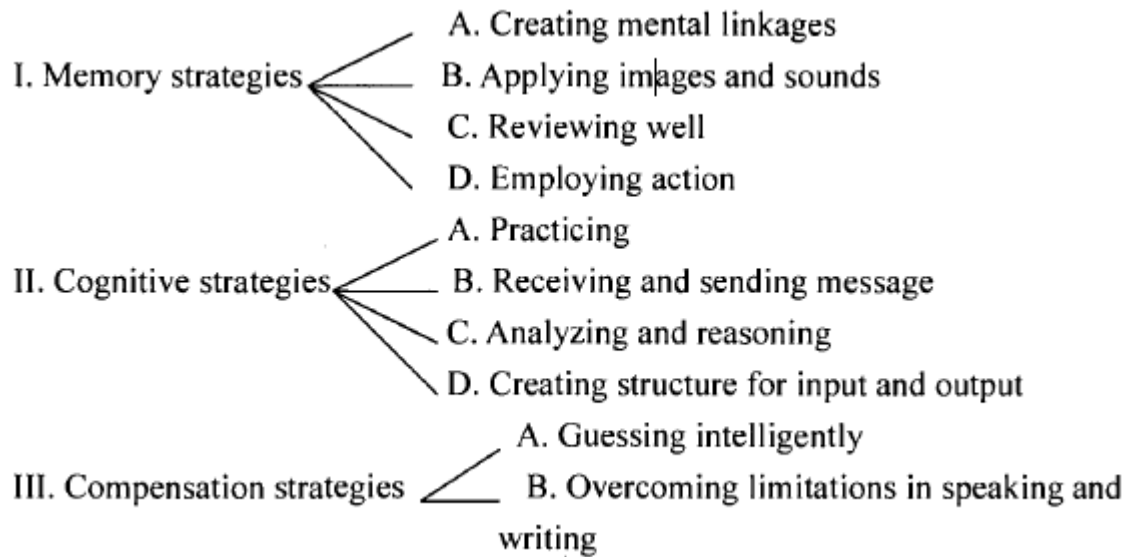 A. Creating mental linkages
I. Memory strategies
B. Applying images and sounds
C. Reviewing well
D. Employing action
A. Practicing
II. Cognitive strategies
B. Receiving and sending message
C. Analyzing and reasoning
D. Creating structure for input and output
A. Guessing intelligently
III. Compensation strategies
B. Overcoming limitations in speaking and
writing